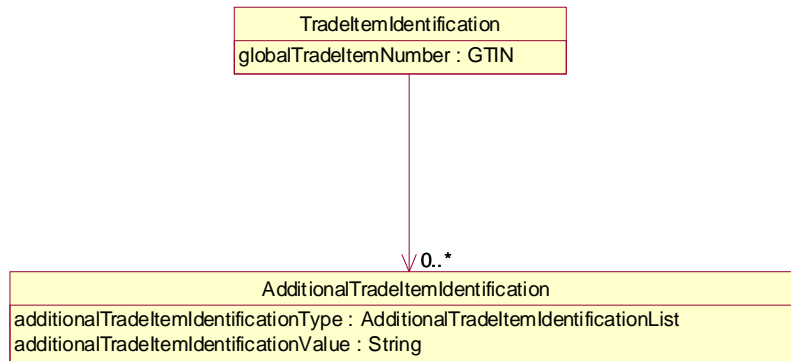 TradeItemIdentification
globalTradeItemNumber : GTIN
0..*
AdditionalTradeItemIdentification
additionalTradeItemIdentificationType : AdditionalTradeItemIdentificationList
additionalTradeItemIdentificationValue : String